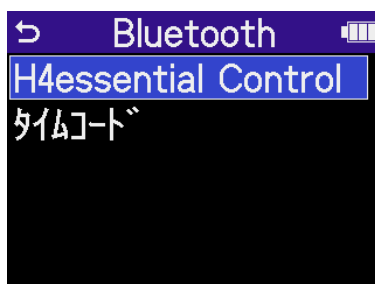 Bluetooth
H4essential Control
ﾀｲﾑｺｰﾄﾞ